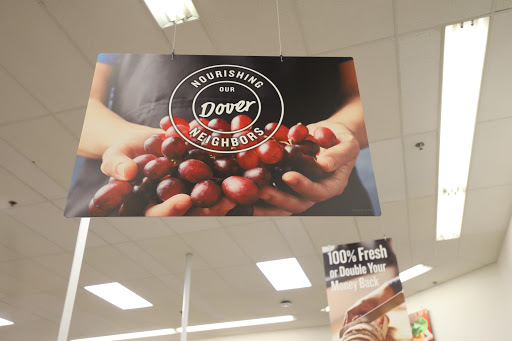 NOURISHING
OUR
Dover
NEIGHBORS
100% Fresh
or Double Your
Money Back